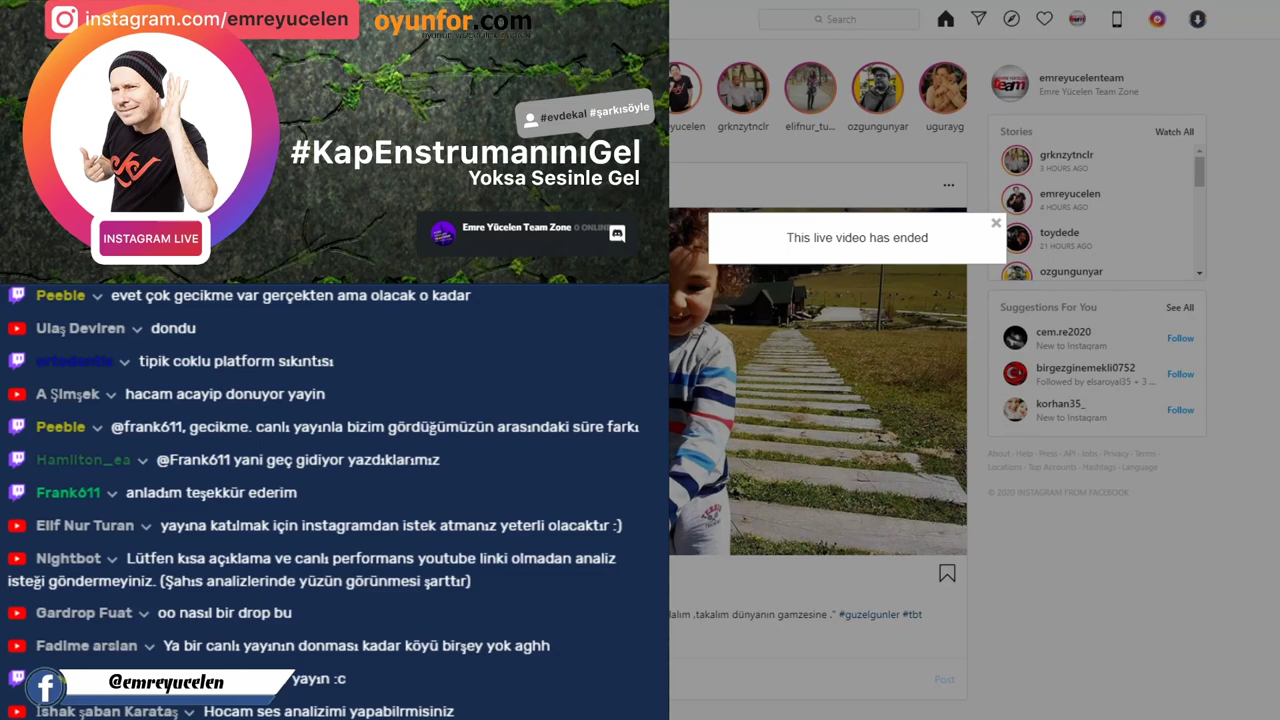 instagram.com/emreyucelen
oyunfor.com
#evdekal #şarkısöyle
#KapEnstrumanınıGel
Yoksa Sesinle Gel
INSTAGRAM LIVE
Emre Yücelen Team Zone 0 ONLINE
Peeble evet çok gecikme var gerçekten ama olacak o kadar
Ulaş Deviren dondu
ortodontix tipik coklu platform sıkıntısı
A Şimşek hacam acayip donuyor yayin
Peeble @frank611, gecikme. canlı yayınla bizim gördüğümüzün arasındaki süre farkı
Hamilton_ea @Frank611 yani geç gidiyor yazdıklarımız
Frank611 anladım teşekkür ederim
Elif Nur Turan yayına katılmak için instagramdan istek atmanız yeterli olacaktır :)
Nightbot Lütfen kısa açıklama ve canlı performans youtube linki olmadan analiz
isteği göndermeyiniz. (Şahıs analizlerinde yüzün görünmesi şarttır)
Gardrop Fuat oo nasıl bir drop bu
Fadime arslan Ya bir canlı yayının donması kadar köyü birşey yok aghh
yayın :c
@emreyucelen
İshak şaban Karataş Hocam ses analizimi yapabilrmisiniz
Search
yucelen
grknzytnclr
elifnur_tu...
ozgungunyar
ugurayg
This live video has ended
TURE
lalım ,takalım dünyanın gamzesine ." #guzelgunler #tbt
Post
emreyucelenteam
Emre Yücelen Team Zone
Stories Watch All
grknzytnclr
3 HOURS AGO
emreyucelen
4 HOURS AGO
toydede
21 HOURS AGO
ozgungunyar
Suggestions For You See All
cem.re2020
New to Instagram
Follow
birgezginemekli0752
Followed by elsaroyal35 + 3 ...
Follow
korhan35_
New to Instagram
Follow
About · Help · Press · API · Jobs · Privacy · Terms ·
Locations · Top Accounts · Hashtags · Language
© 2020 INSTAGRAM FROM FACEBOOK